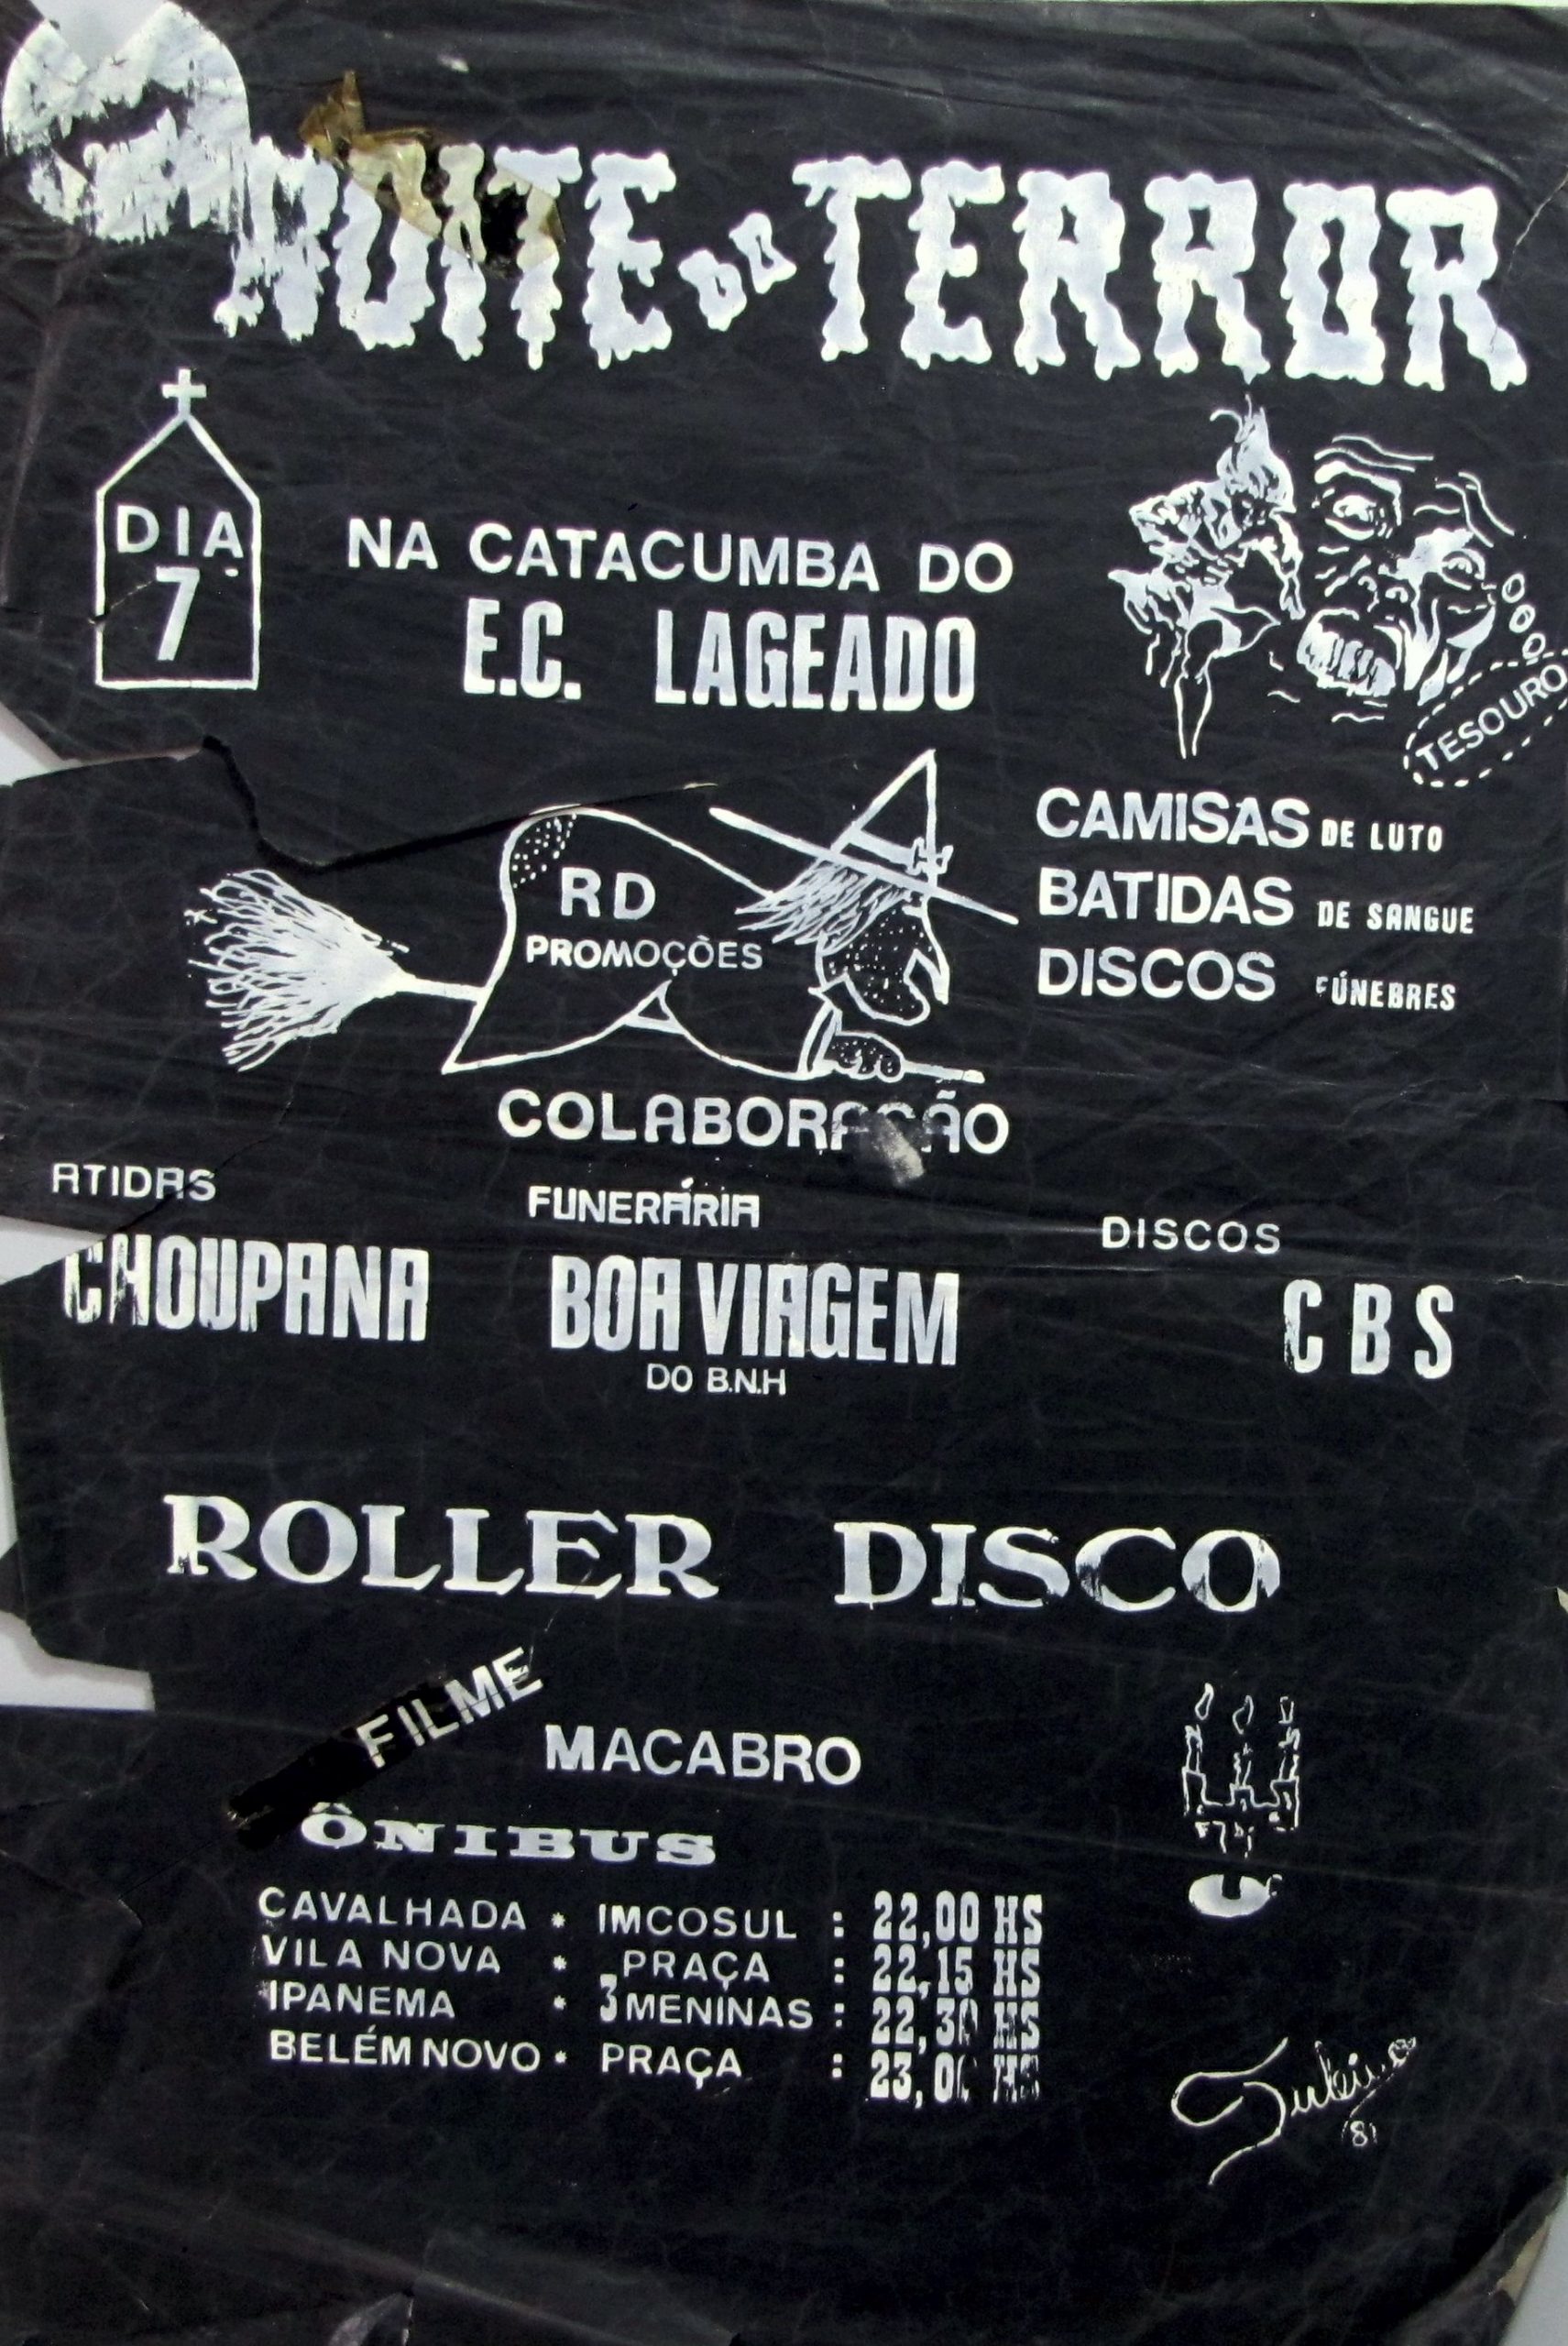 NOITE DO TERROR
DIA
7
NA CATACUMBA DO
E.C. LAGEADO
TESOURO
CAMISAS DE LUTO
BATIDAS DE SANGUE
DISCOS FÚNEBRES
RD
PROMOÇÕES
COLABORAÇÃO
ATIDAS
CHOUPANA
FUNERÁRIA
BOA VIAGEM
DO B.N.H
DISCOS
CBS
ROLLER DISCO
FILME
MACABRO
ÔNIBUS
CAVALHADA * IMCOSUL : 22,00 HS
VILA NOVA * PRAÇA : 22,15 HS
IPANEMA * 3 MENINAS : 22,30 HS
BELÉM NOVO * PRAÇA : 23,00 HS